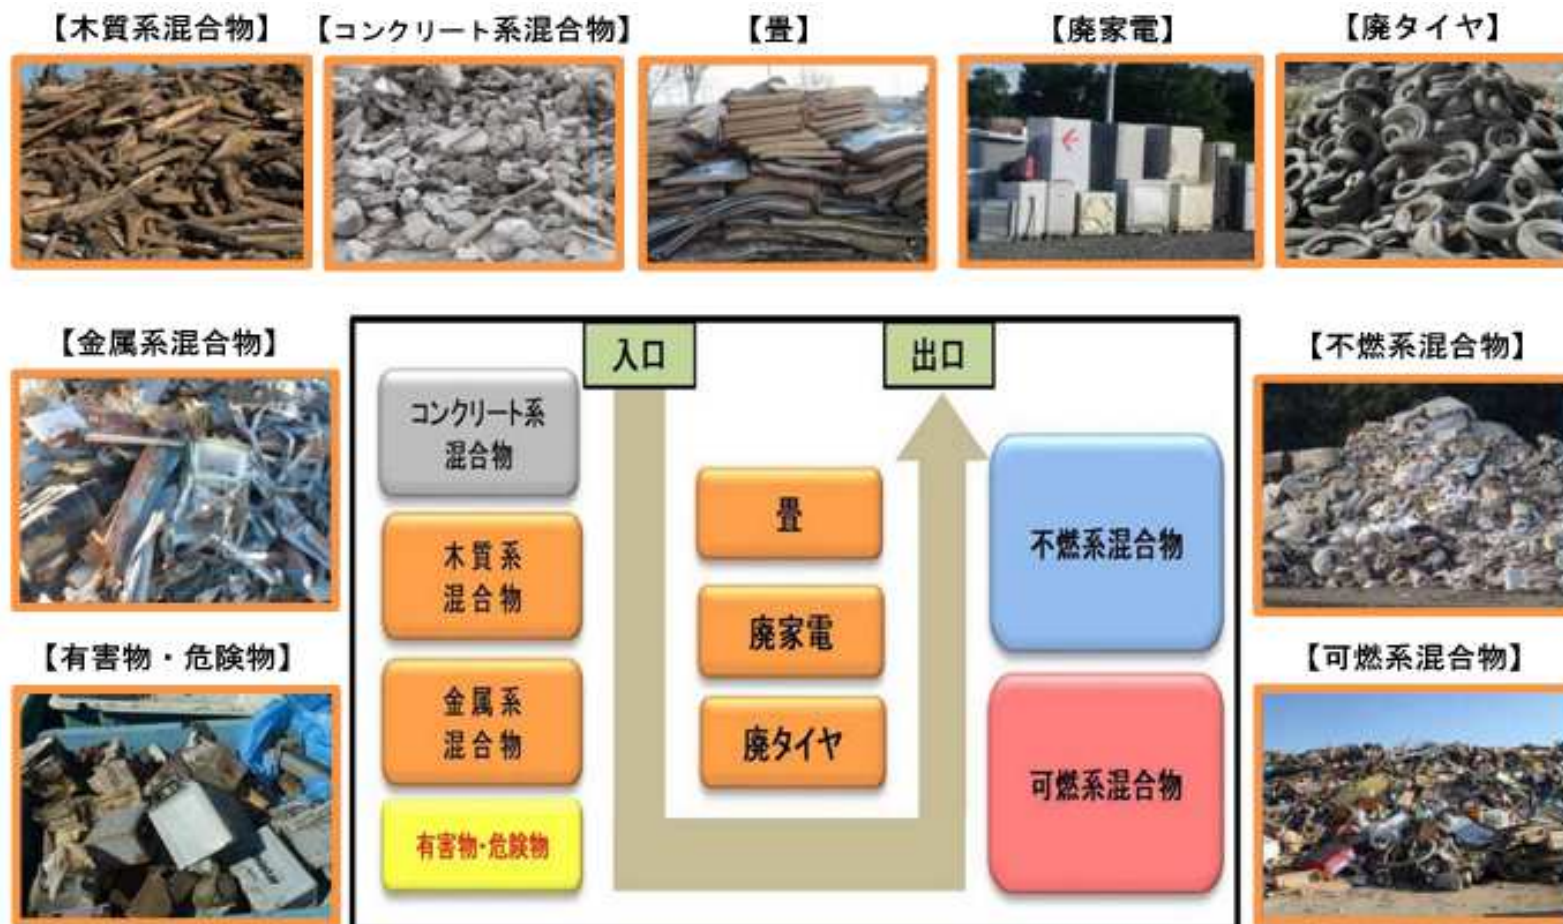 【木質系混合物】
【コンクリート系混合物】
【畳】
【廃家電】
【廃タイヤ】
【金属系混合物】
【有害物・危険物】
入口
出口
コンクリート系
混合物
木質系
混合物
金属系
混合物
有害物・危険物
畳
廃家電
廃タイヤ
不燃系混合物
可燃系混合物
【不燃系混合物】
【可燃系混合物】